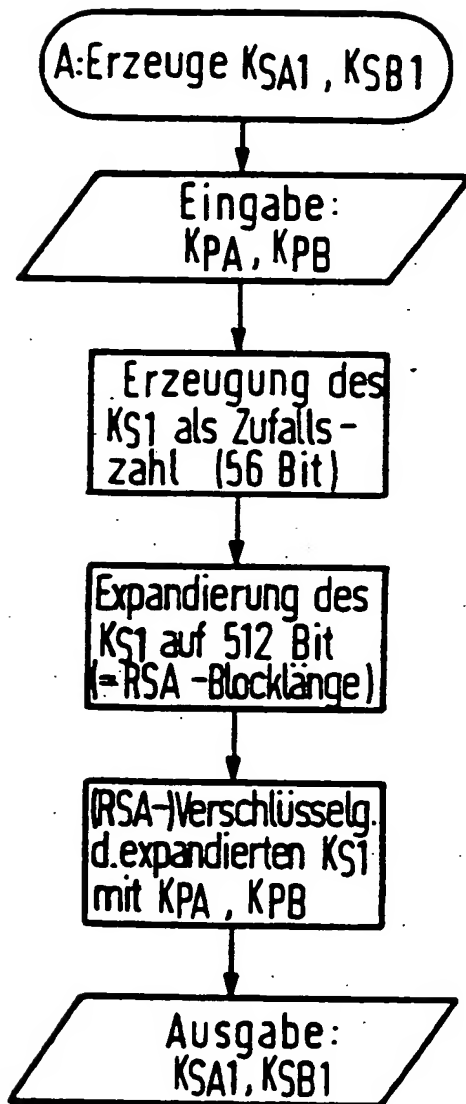 A:Erzeuge KSA1 , KSB1
Eingabe:
KPA , KPB
Erzeugung des
KS1 als Zufalls-
zahl (56 Bit)
Expandierung des
KS1 auf 512 Bit
(=RSA-Blocklänge)
(RSA-)Verschlüsselg.
d.expandierten KS1
mit KPA , KPB
Ausgabe:
KSA1, KSB1